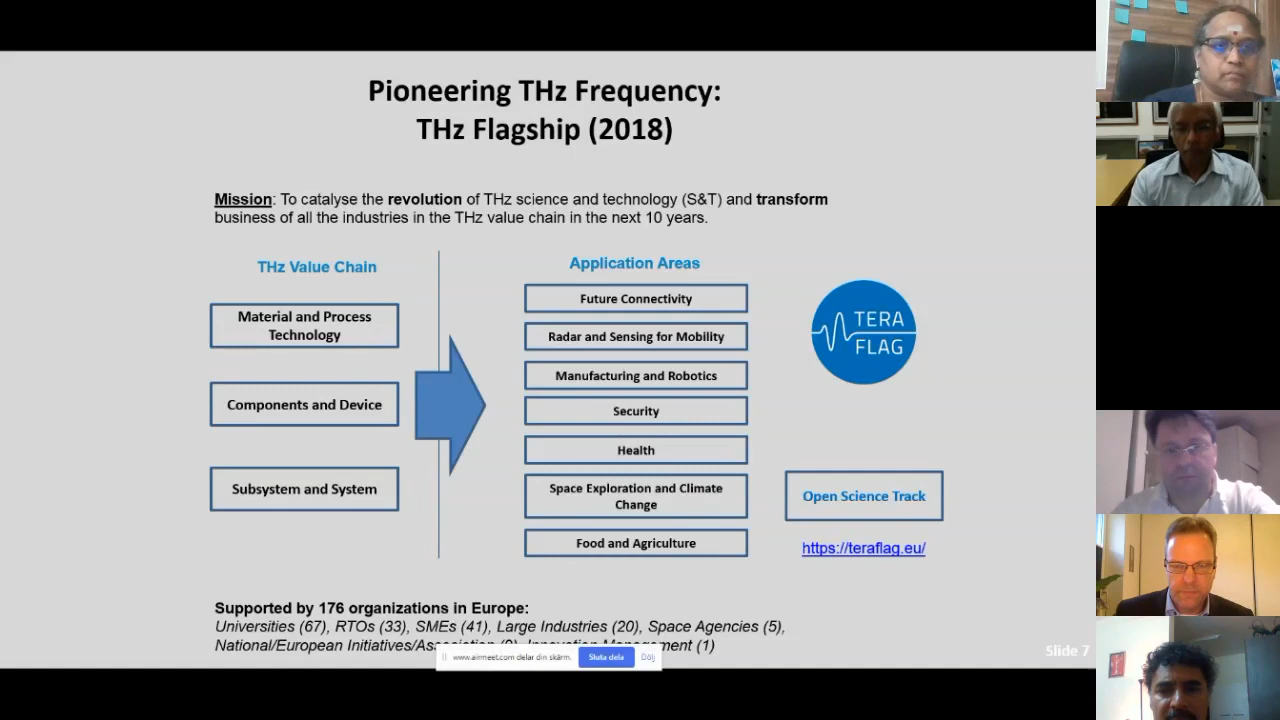 Pioneering THz Frequency:
THz Flagship (2018)
Mission: To catalyse the revolution of THz science and technology (S&T) and transform
business of all the industries in the THz value chain in the next 10 years.
THz Value Chain
Material and Process
Technology
Components and Device
Subsystem and System
Application Areas
Future Connectivity
Radar and Sensing for Mobility
Manufacturing and Robotics
Security
Health
Space Exploration and Climate
Change
Food and Agriculture
TERA
FLAG
Open Science Track
https://teraflag.eu/
Supported by 176 organizations in Europe:
Universities (67), RTOs (33), SMEs (41), Large Industries (20), Space Agencies (5),
National/European Initiatives/Association (9), Innovation Management (1)
www.airmeet.com delar din skärm.
Sluta dela
Dölj
Slide 7